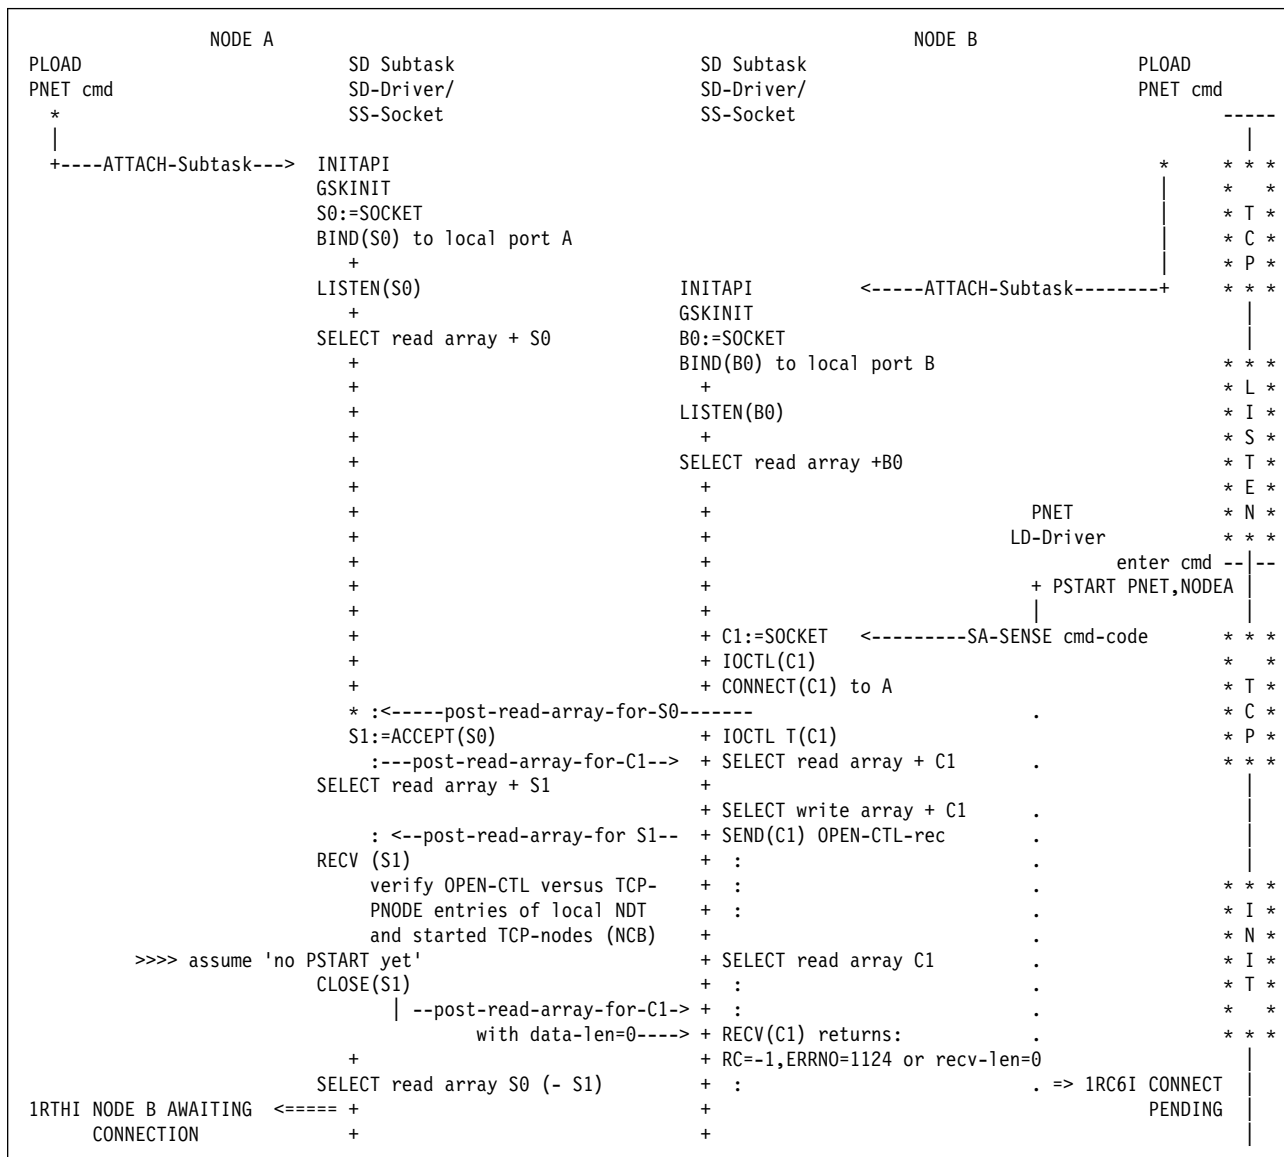 NODE A NODE B
PLOAD SD Subtask SD Subtask PLOAD
PNET cmd SD-Driver/ SD-Driver/ PNET cmd
* SS-Socket SS-Socket -----
| |
+----ATTACH-Subtask---> INITAPI * * * *
GSKINIT | * *
S0:=SOCKET | * T *
BIND(S0) to local port A | * C *
+ | * P *
LISTEN(S0) INITAPI <-----ATTACH-Subtask--------+ * * *
+ GSKINIT |
SELECT read array + S0 B0:=SOCKET |
+ BIND(B0) to local port B * * *
+ + * L *
+ LISTEN(B0) * I *
+ + * S *
+ SELECT read array +B0 * T *
+ + * E *
+ + PNET * N *
+ + LD-Driver * * *
+ + enter cmd --|--
+ + + PSTART PNET,NODEA |
+ + | |
+ + C1:=SOCKET <---------SA-SENSE cmd-code * * *
+ + IOCTL(C1) * *
+ + CONNECT(C1) to A * T *
* :<-----post-read-array-for-S0------- . * C *
S1:=ACCEPT(S0) + IOCTL T(C1) * P *
:---post-read-array-for-C1--> + SELECT read array + C1 . * * *
SELECT read array + S1 + |
+ SELECT write array + C1 . |
: <--post-read-array-for S1-- + SEND(C1) OPEN-CTL-rec . |
RECV (S1) + : . |
verify OPEN-CTL versus TCP- + : . * * *
PNODE entries of local NDT + : . * I *
and started TCP-nodes (NCB) + . * N *
>>>> assume 'no PSTART yet' + SELECT read array C1 . * I *
CLOSE(S1) + : . * T *
| --post-read-array-for-C1-> + : . * *
with data-len=0----> + RECV(C1) returns: . * * *
+ + RC=-1,ERRNO=1124 or recv-len=0 |
SELECT read array S0 (- S1) + : . => 1RC6I CONNECT |
1RTHI NODE B AWAITING <===== + + PENDING |
CONNECTION + + |